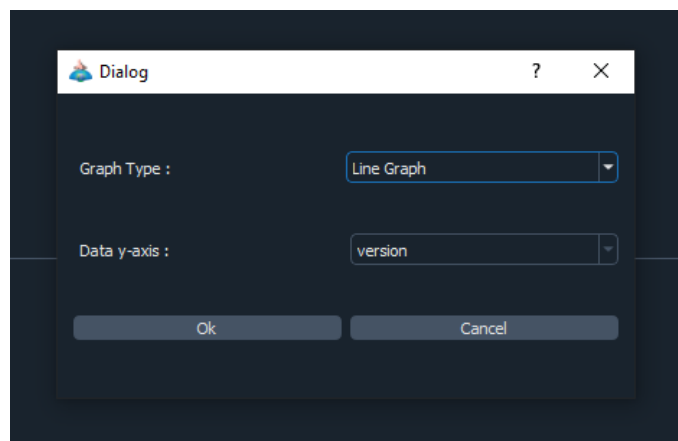 Dialog ?
Graph Type : Line Graph
Data y-axis : version
Ok Cancel